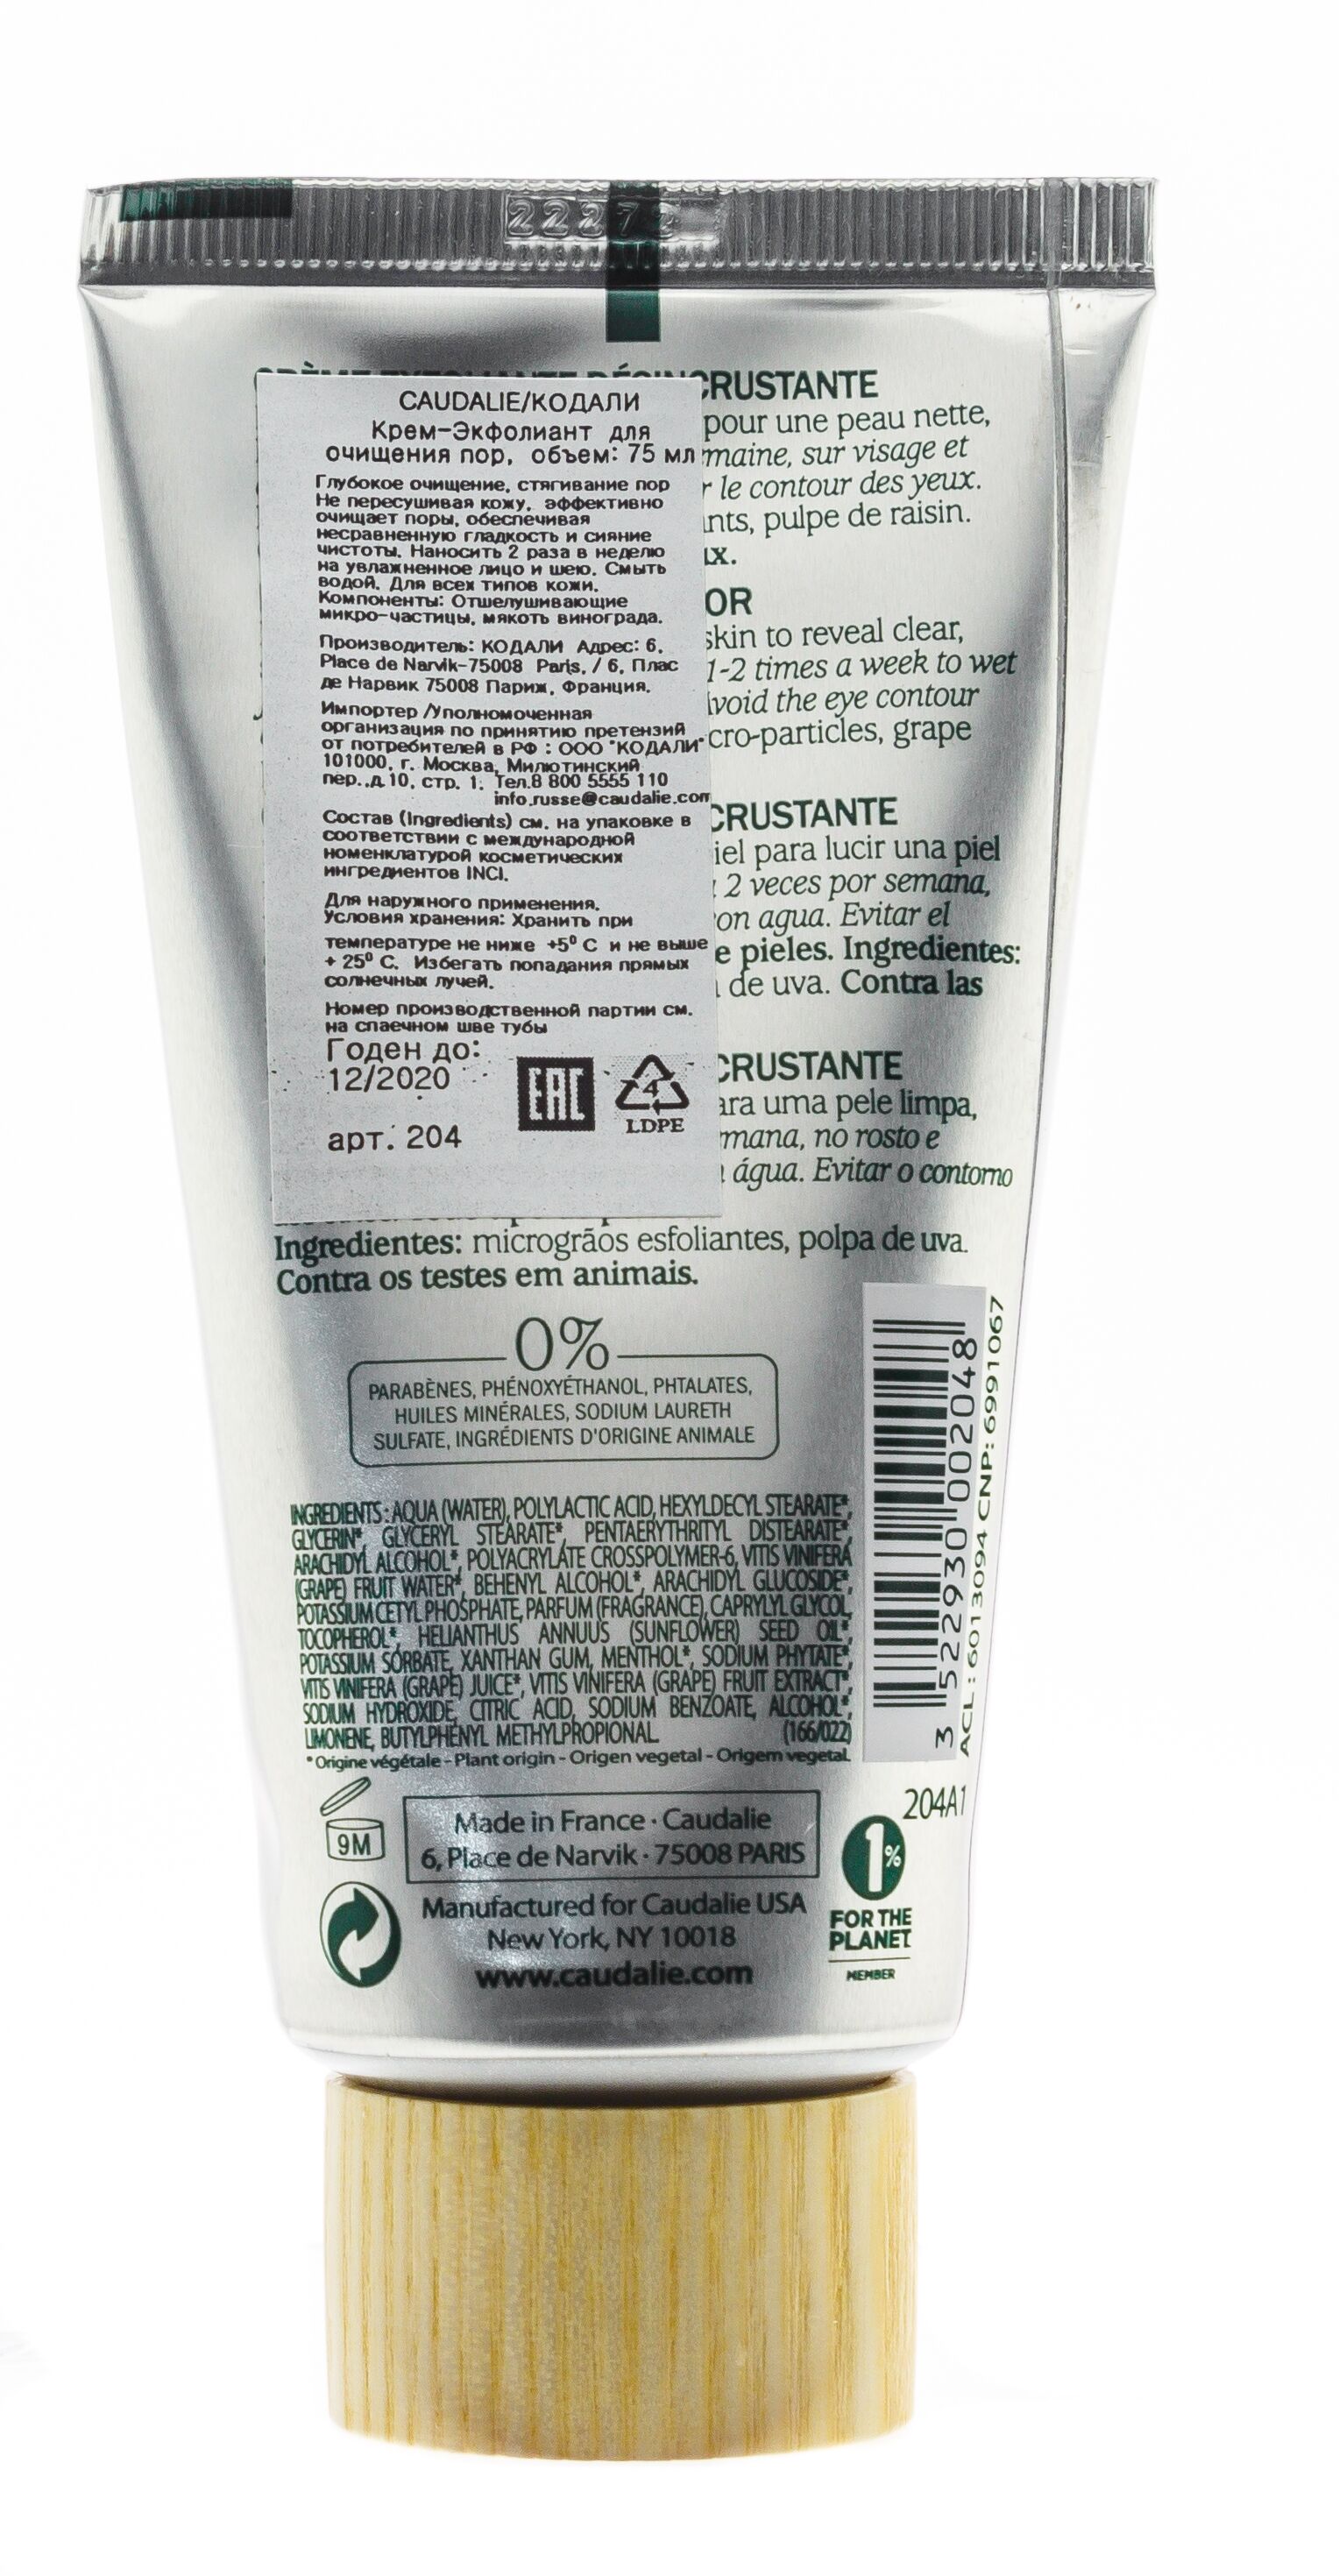 CRUSTANTE
pour une peau nette,
maine, sur visage et
r le contour des yeux.
nts, pulpe de raisin.
ux.
OR
skin to reveal clear,
1-2 times a week to wet
void the eye contour
cro-particles, grape
CRUSTANTE
iel para lucir una piel
2 veces por semana,
on agua. Evitar el
e pieles. Ingredientes:
de uva. Contra las
CRUSTANTE
ara uma pele limpa,
mana, no rosto e
água. Evitar o contorno
CAUDALIE/КОДАЛИ
Крем-Экфолиант для
очищения пор, объем: 75 мл
Глубокое очищение, стягивание пор
Не пересушивая кожу, эффективно
очищает поры, обеспечивая
несравненную гладкость и сияние
чистоты. Наносить 2 раза в неделю
на увлажненное лицо и шею. Смыть
водой. Для всех типов кожи.
Компоненты: Отшелушивающие
микро-частицы, мякоть винограда.
Производитель: КОДАЛИ Адрес: 6,
Place de Narvik-75008 Paris. / 6, Плас
де Нарвик 75008 Париж, Франция.
Импортер /Уполномоченная
организация по принятию претензий
от потребителей в РФ : ООО "КОДАЛИ"
101000, г. Москва, Милютинский
пер.,д.10, стр. 1. Тел.8 800 5555 110
info.russe@caudalie.com
Состав (Ingredients) см. на упаковке в
соответствии с международной
номенклатурой косметических
ингредиентов INCI.
Для наружного применения.
Условия хранения: Хранить при
температуре не ниже +5⁰ С и не выше
+ 25⁰ С. Избегать попадания прямых
солнечных лучей.
Номер производственной партии см.
на спаечном шве тубы
Годен до:
12/2020
арт. 204
EAC
4
LDPE
Ingredientes: microgrãos esfoliantes, polpa de uva.
Contra os testes em animais.
0%
PARABÈNES, PHÉNOXYÉTHANOL, PHTALATES,
HUILES MINÉRALES, SODIUM LAURETH
SULFATE, INGRÉDIENTS D'ORIGINE ANIMALE
INGREDIENTS : AQUA (WATER), POLYLACTIC ACID, HEXYLDECYL STEARATE*,
GLYCERIN*, GLYCERYL STEARATE*, PENTAERYTHRITYL DISTEARATE*,
ARACHIDYL ALCOHOL*, POLYACRYLATE CROSSPOLYMER-6, VITIS VINIFERA
(GRAPE) FRUIT WATER*, BEHENYL ALCOHOL*, ARACHIDYL GLUCOSIDE*,
POTASSIUM CETYL PHOSPHATE, PARFUM (FRAGRANCE), CAPRYLYL GLYCOL,
TOCOPHEROL*, HELIANTHUS ANNUUS (SUNFLOWER) SEED OIL*,
POTASSIUM SORBATE, XANTHAN GUM, MENTHOL*, SODIUM PHYTATE*,
VITIS VINIFERA (GRAPE) JUICE*, VITIS VINIFERA (GRAPE) FRUIT EXTRACT*,
SODIUM HYDROXIDE, CITRIC ACID, SODIUM BENZOATE, ALCOHOL*,
LIMONENE, BUTYLPHENYL METHYLPROPIONAL. (166/022)
*Origine végétale - Plant origin - Origen vegetal - Origem vegetal.
3 522930 002048
ACL : 6013094 CNP: 6991067
204A1
9M
Made in France · Caudalie
6, Place de Narvik · 75008 PARIS
Manufactured for Caudalie USA
New York, NY 10018
www.caudalie.com
1%
FOR THE
PLANET
MEMBER